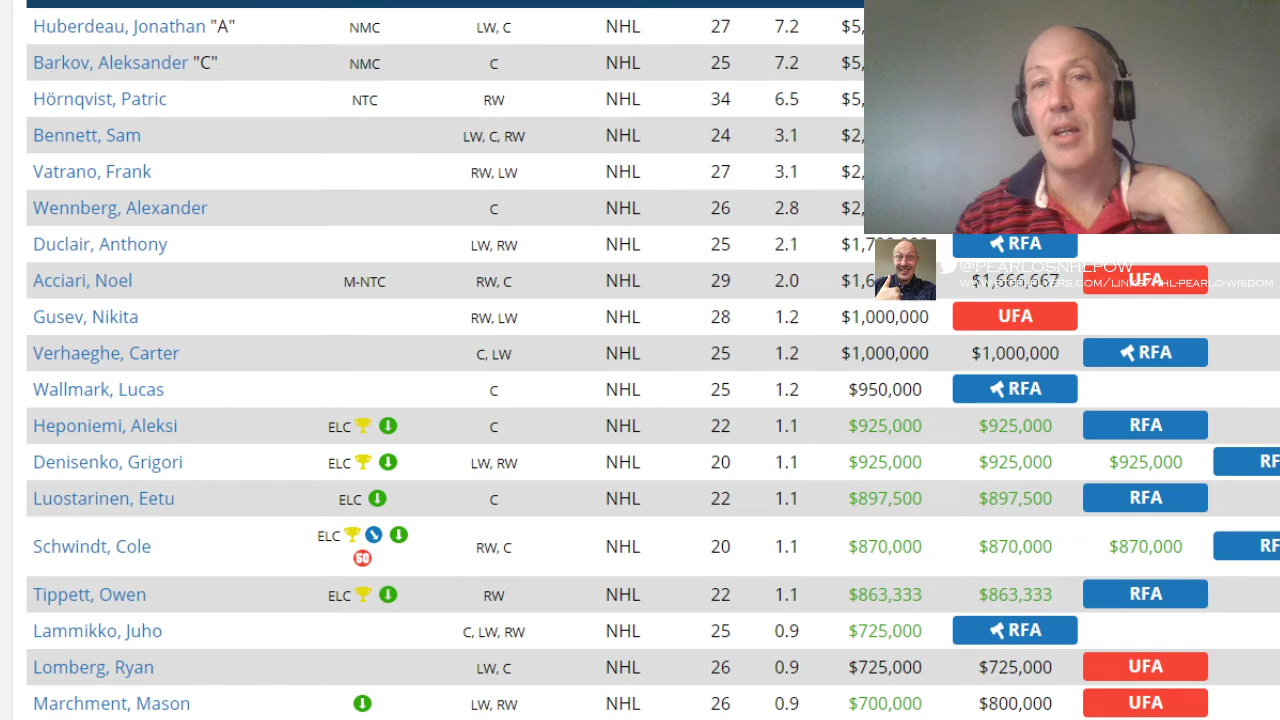 Huberdeau, Jonathan "A" NMC LW, C NHL 27 7.2 $5,
Barkov, Aleksander "C" NMC C NHL 25 7.2 $5,
Hörnqvist, Patric NTC RW NHL 34 6.5 $5,
Bennett, Sam LW, C, RW NHL 24 3.1 $2,
Vatrano, Frank RW, LW NHL 27 3.1 $2,
Wennberg, Alexander C NHL 26 2.8 $2,
Duclair, Anthony LW, RW NHL 25 2.1 RFA
@PEARLOSNHLPOW
Acciari, Noel M-NTC RW, C NHL 29 2.0 $1,6 $1,666,667 UFA
Gusev, Nikita RW, LW NHL 28 1.2 $1,000,000 UFA
Verhaeghe, Carter C, LW NHL 25 1.2 $1,000,000 $1,000,000 RFA
Wallmark, Lucas C NHL 25 1.2 $950,000 RFA
Heponiemi, Aleksi ELC C NHL 22 1.1 $925,000 $925,000 RFA
Denisenko, Grigori ELC LW, RW NHL 20 1.1 $925,000 $925,000 $925,000 RF
Luostarinen, Eetu ELC C NHL 22 1.1 $897,500 $897,500 RFA
Schwindt, Cole ELC 50 RW, C NHL 20 1.1 $870,000 $870,000 $870,000 RF
Tippett, Owen ELC RW NHL 22 1.1 $863,333 $863,333 RFA
Lammikko, Juho C, LW, RW NHL 25 0.9 $725,000 RFA
Lomberg, Ryan LW, C NHL 26 0.9 $725,000 $725,000 UFA
Marchment, Mason LW, RW NHL 26 0.9 $700,000 $800,000 UFA